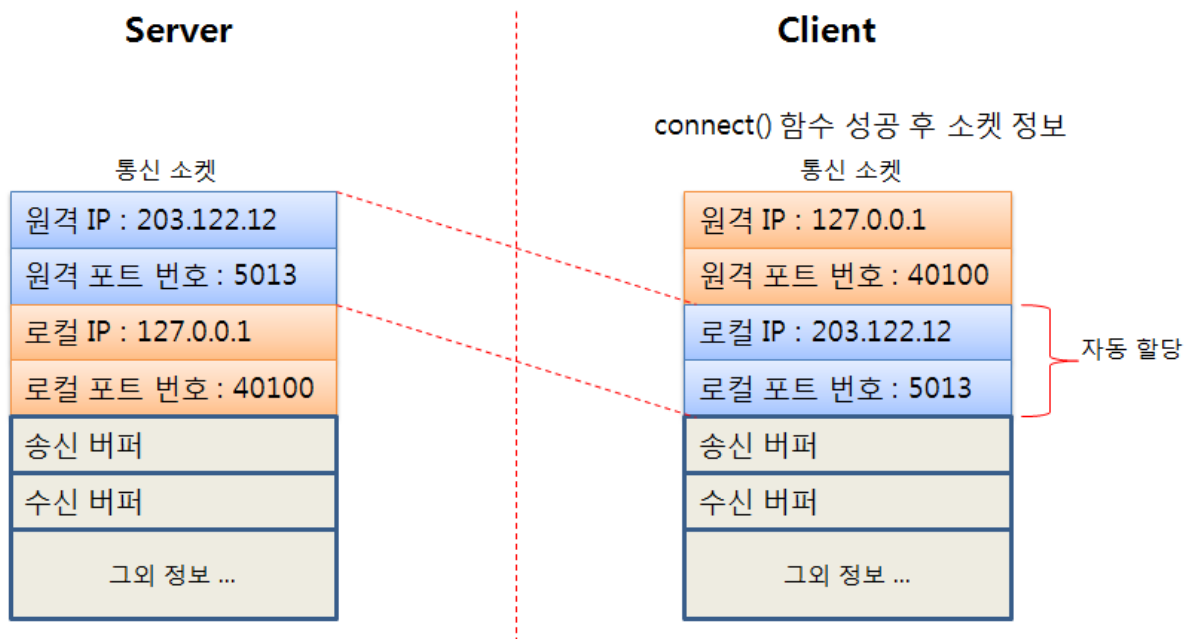 Server
통신 소켓
원격 IP : 203.122.12
원격 포트 번호 : 5013
로컬 IP : 127.0.0.1
로컬 포트 번호 : 40100
송신 버퍼
수신 버퍼
그외 정보 ...
Client
connect() 함수 성공 후 소켓 정보
통신 소켓
원격 IP : 127.0.0.1
원격 포트 번호 : 40100
로컬 IP : 203.122.12
로컬 포트 번호 : 5013
자동 할당
송신 버퍼
수신 버퍼
그외 정보 ...